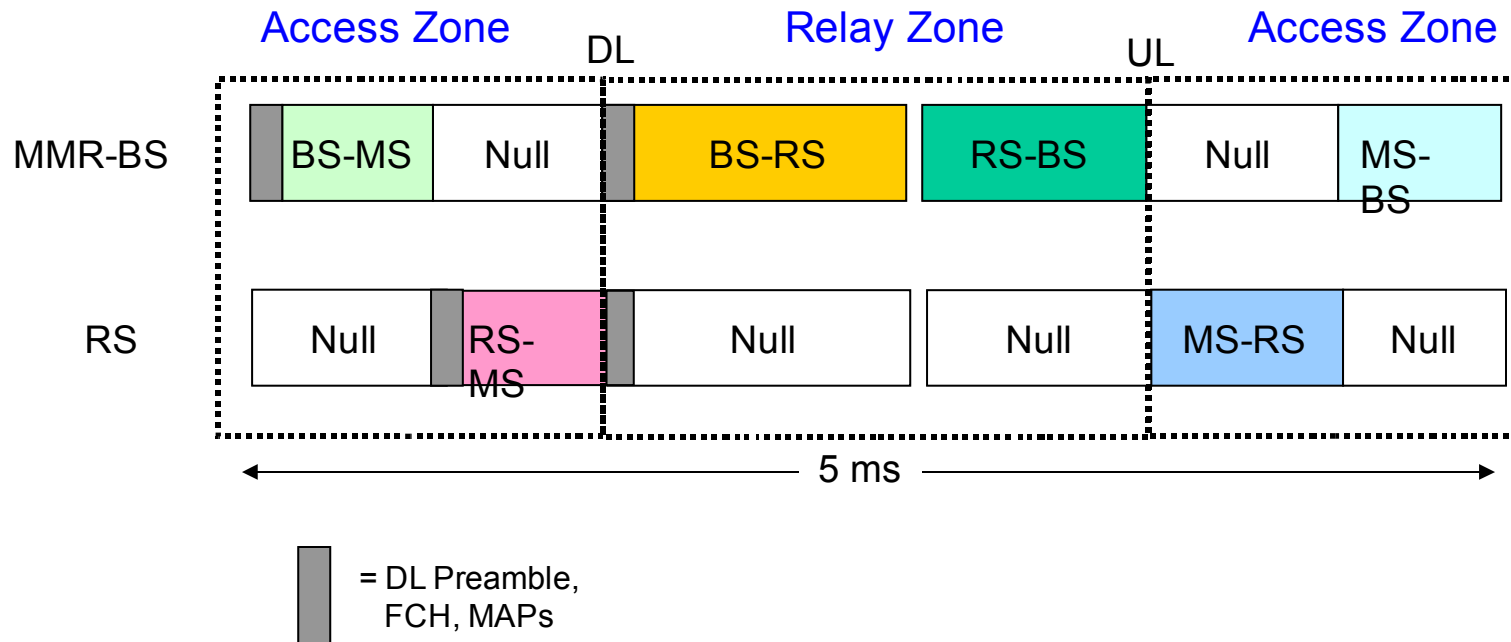 Access Zone
Relay Zone
Access Zone
DL
UL
MMR-BS
BS-MS
Null
BS-RS
RS-BS
Null
MS-
BS
RS
Null
RS-
MS
Null
Null
MS-RS
Null
5 ms
= DL Preamble,
FCH, MAPs